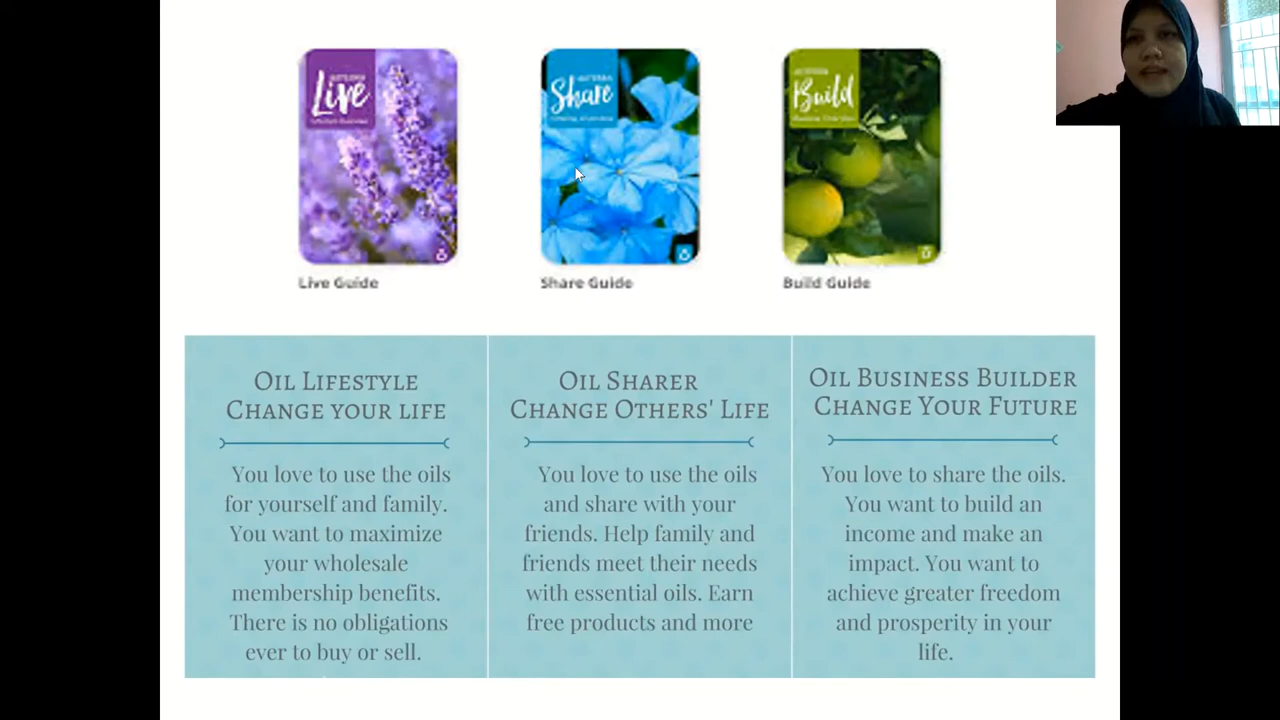 Live
Share
Build
Live Guide
Share Guide
Build Guide
OIL LIFESTYLE
CHANGE YOUR LIFE
You love to use the oils
for yourself and family.
You want to maximize
your wholesale
membership benefits.
There is no obligations
ever to buy or sell.
OIL SHARER
CHANGE OTHERS' LIFE
You love to use the oils
and share with your
friends. Help family and
friends meet their needs
with essential oils. Earn
free products and more
OIL BUSINESS BUILDER
CHANGE YOUR FUTURE
You love to share the oils.
You want to build an
income and make an
impact. You want to
achieve greater freedom
and prosperity in your
life.